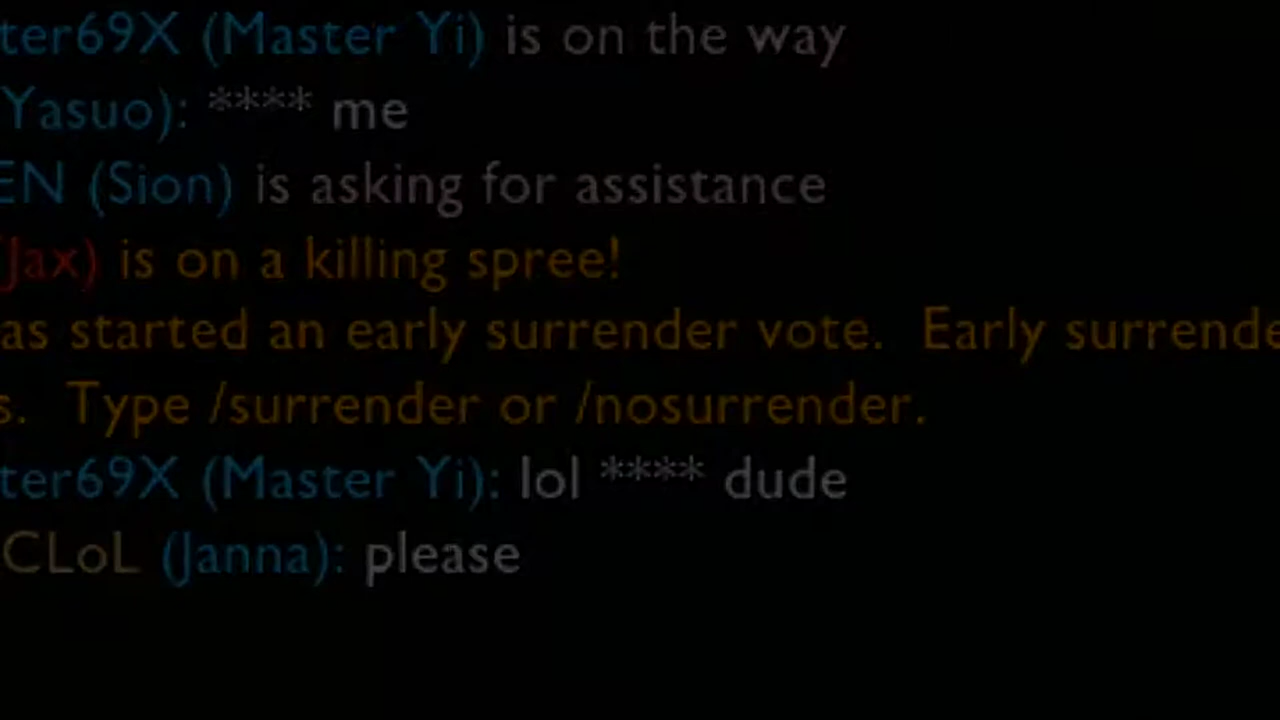 ter69X (Master Yi) is on the way
Yasuo): **** me
EN (Sion) is asking for assistance
(Jax) is on a killing spree!
as started an early surrender vote. Early surrende
s. Type /surrender or /nosurrender.
ter69X (Master Yi): lol **** dude
CLoL (Janna): please